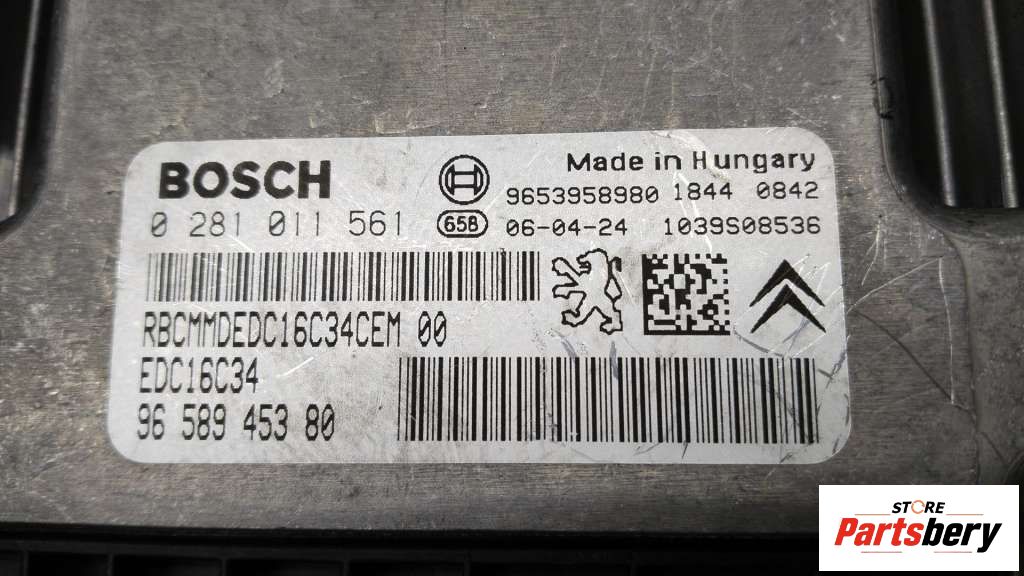 BOSCH
Made in Hungary
9653958980 1844 0842
0 281 011 561
658 06-04-24 1039S08536
RBCMMDEDC16C34CEM 00
EDC16C34
96 589 453 80
STORE
Partsbery